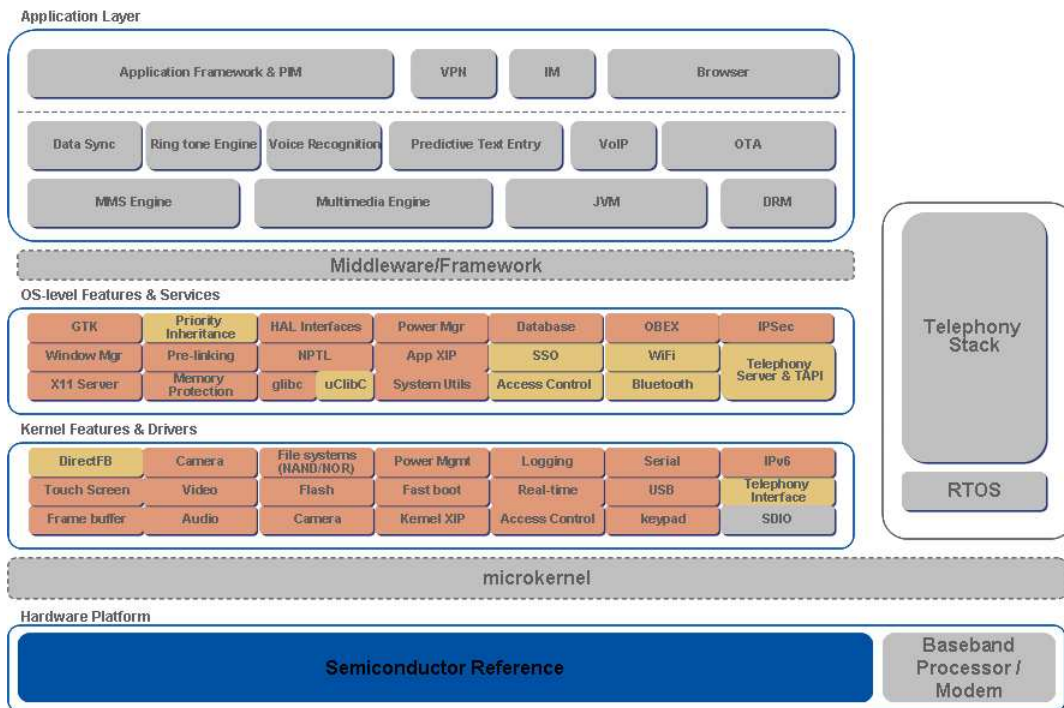 Application Layer
Application Framework & PIM VPN IM Browser
Data Sync Ring tone Engine Voice Recognition Predictive Text Entry VoIP OTA
MMS Engine Multimedia Engine JVM DRM
Middleware/Framework
OS-level Features & Services
GTK
Priority
Inheritance
HAL Interfaces
Power Mgr
Database
OBEX
IPSec
Window Mgr
Pre-linking
NPTL
App XIP
SSO
WiFi
Telephony
Server & TAPI
X11 Server
Memory
Protection
glibc
uClibC
System Utils
Access Control
Bluetooth
Kernel Features & Drivers
DirectFB
Camera
File systems
(NAND/NOR)
Power Mgmt
Logging
Serial
IPv6
Touch Screen
Video
Flash
Fast boot
Real-time
USB
Telephony
Interface
Frame buffer
Audio
Camera
Kernel XIP
Access Control
keypad
SDIO
Telephony
Stack
RTOS
microkernel
Hardware Platform
Semiconductor Reference
Baseband
Processor /
Modem